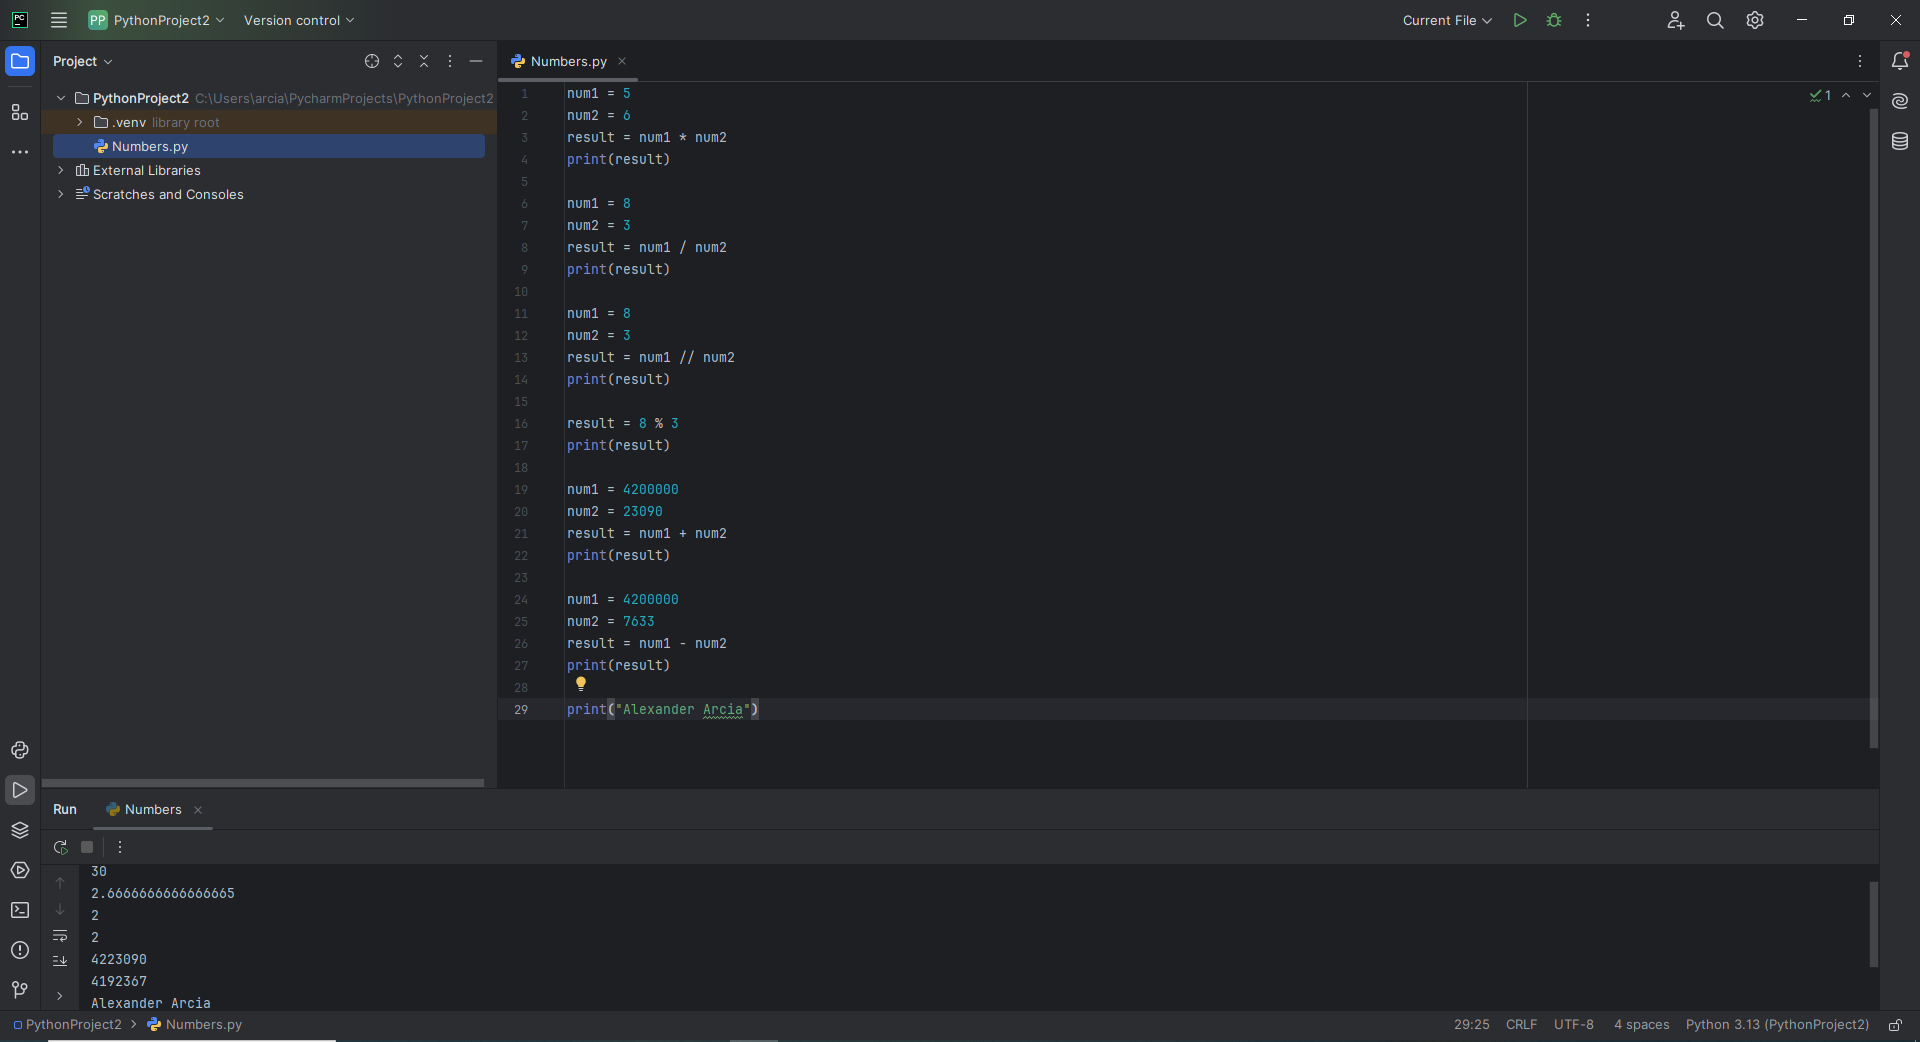 PC
PP PythonProject2
Version control
Current File
Project
PythonProject2 C:\Users\arcia\PycharmProjects\PythonProject2
.venv library root
Numbers.py
External Libraries
Scratches and Consoles
Numbers.py
1
1 num1 = 5
2 num2 = 6
3 result = num1 * num2
4 print(result)
5
6 num1 = 8
7 num2 = 3
8 result = num1 / num2
9 print(result)
10
11 num1 = 8
12 num2 = 3
13 result = num1 // num2
14 print(result)
15
16 result = 8 % 3
17 print(result)
18
19 num1 = 4200000
20 num2 = 23090
21 result = num1 + num2
22 print(result)
23
24 num1 = 4200000
25 num2 = 7633
26 result = num1 - num2
27 print(result)
28
29 print("Alexander Arcia")
Run
Numbers
30
2.6666666666666665
2
2
4223090
4192367
Alexander Arcia
PythonProject2 > Numbers.py
29:25 CRLF UTF-8 4 spaces Python 3.13 (PythonProject2)